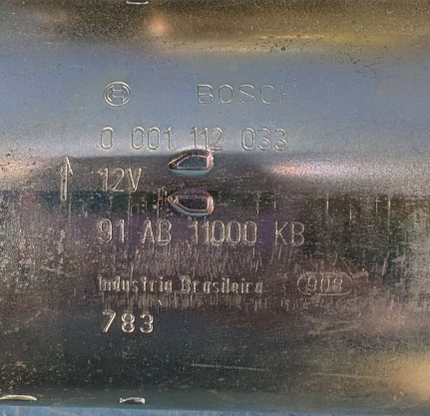 BOSCH
0 001 112 033
12V
91 AB 11000 KB
Industria Brasileira 908
783